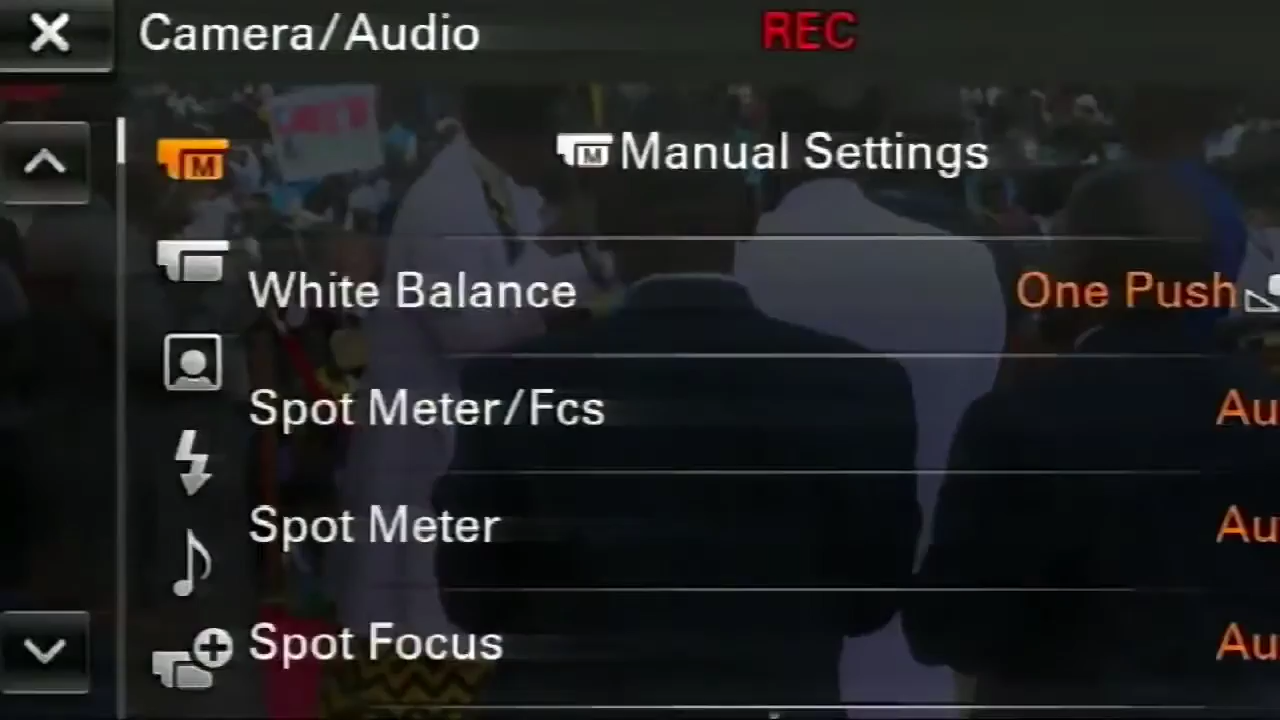 Camera/Audio
REC
M Manual Settings
M
White Balance One Push
Spot Meter/Fcs Au
Spot Meter Au
Spot Focus Au